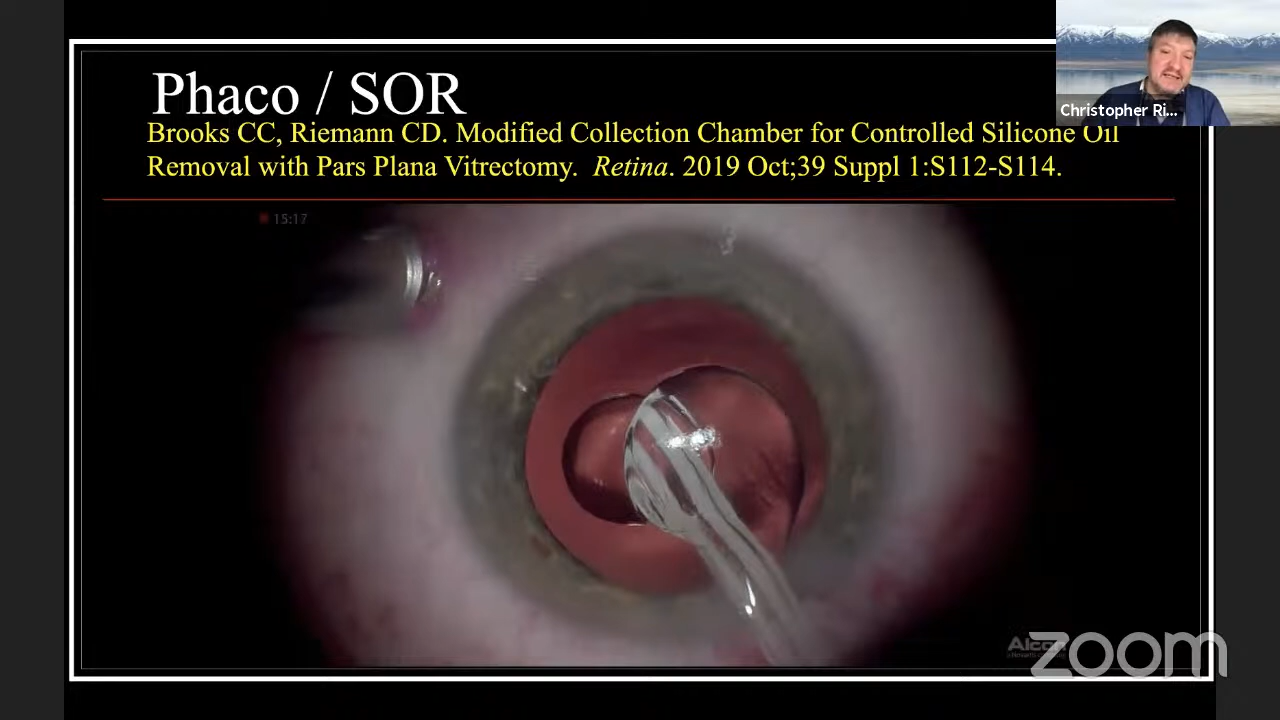 Phaco / SOR
Christopher Ri...
Brooks CC, Riemann CD. Modified Collection Chamber for Controlled Silicone Oil
Removal with Pars Plana Vitrectomy. Retina. 2019 Oct;39 Suppl 1:S112-S114.
15:17
Alcon
zoom